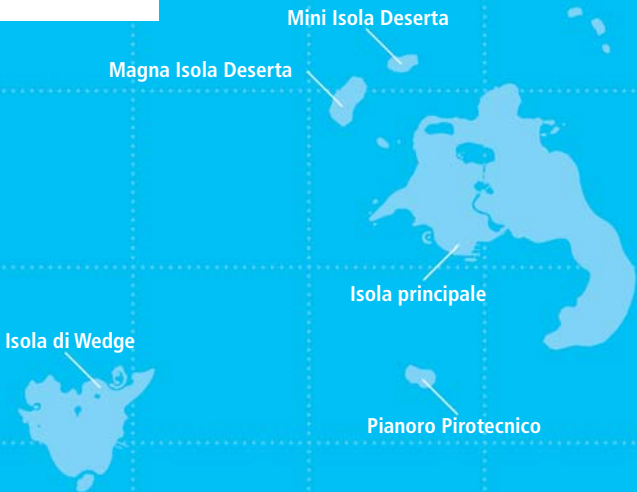 Mini Isola Deserta
Magna Isola Deserta
Isola principale
Isola di Wedge
Pianoro Pirotecnico